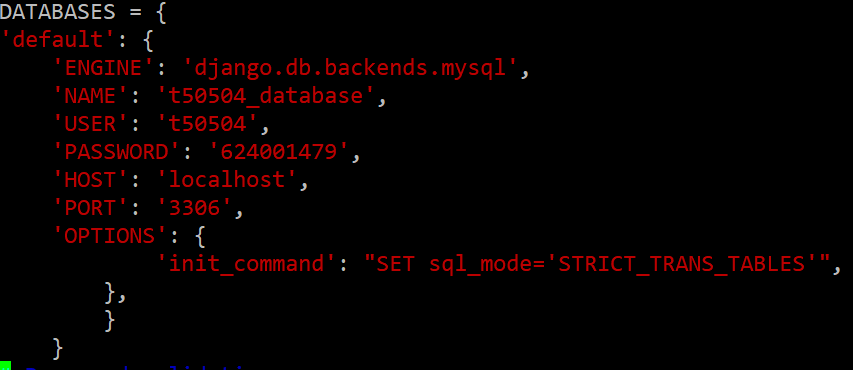 DATABASES = {
'default': {
    'ENGINE': 'django.db.backends.mysql',
    'NAME': 't50504_database',
    'USER': 't50504',
    'PASSWORD': '624001479',
    'HOST': 'localhost',
    'PORT': '3306',
    'OPTIONS': {
            'init_command': "SET sql_mode='STRICT_TRANS_TABLES'",
        },
        }
    }